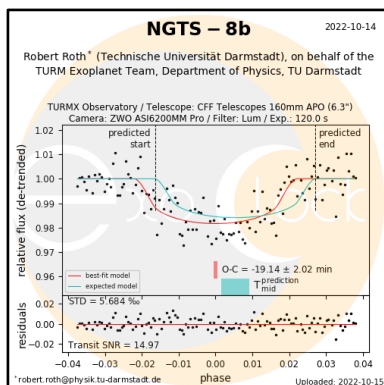 NGTS - 8b
2022-10-14
Robert Roth* (Technische Universität Darmstadt), on behalf of the
TURM Exoplanet Team, Department of Physics, TU Darmstadt
TURMX Observatory / Telescope: CFF Telescopes 160mm APO (6.3")
Camera: ZWO ASI6200MM Pro / Filter: Lum / Exp.: 120.0 s
predicted
start
predicted
end
relative flux (de-trended)
1.02
1.01
1.00
0.99
0.98
0.97
0.96
best-fit model
expected model
O-C = -19.14 ± 2.02 min
T prediction mid
residuals
0.02
0.00
−0.02
STD = 5.684 ‰
Transit SNR = 14.97
−0.04 −0.03 −0.02 −0.01 0.00 0.01 0.02 0.03 0.04
phase
*robert.roth@physik.tu-darmstadt.de
Uploaded: 2022-10-15